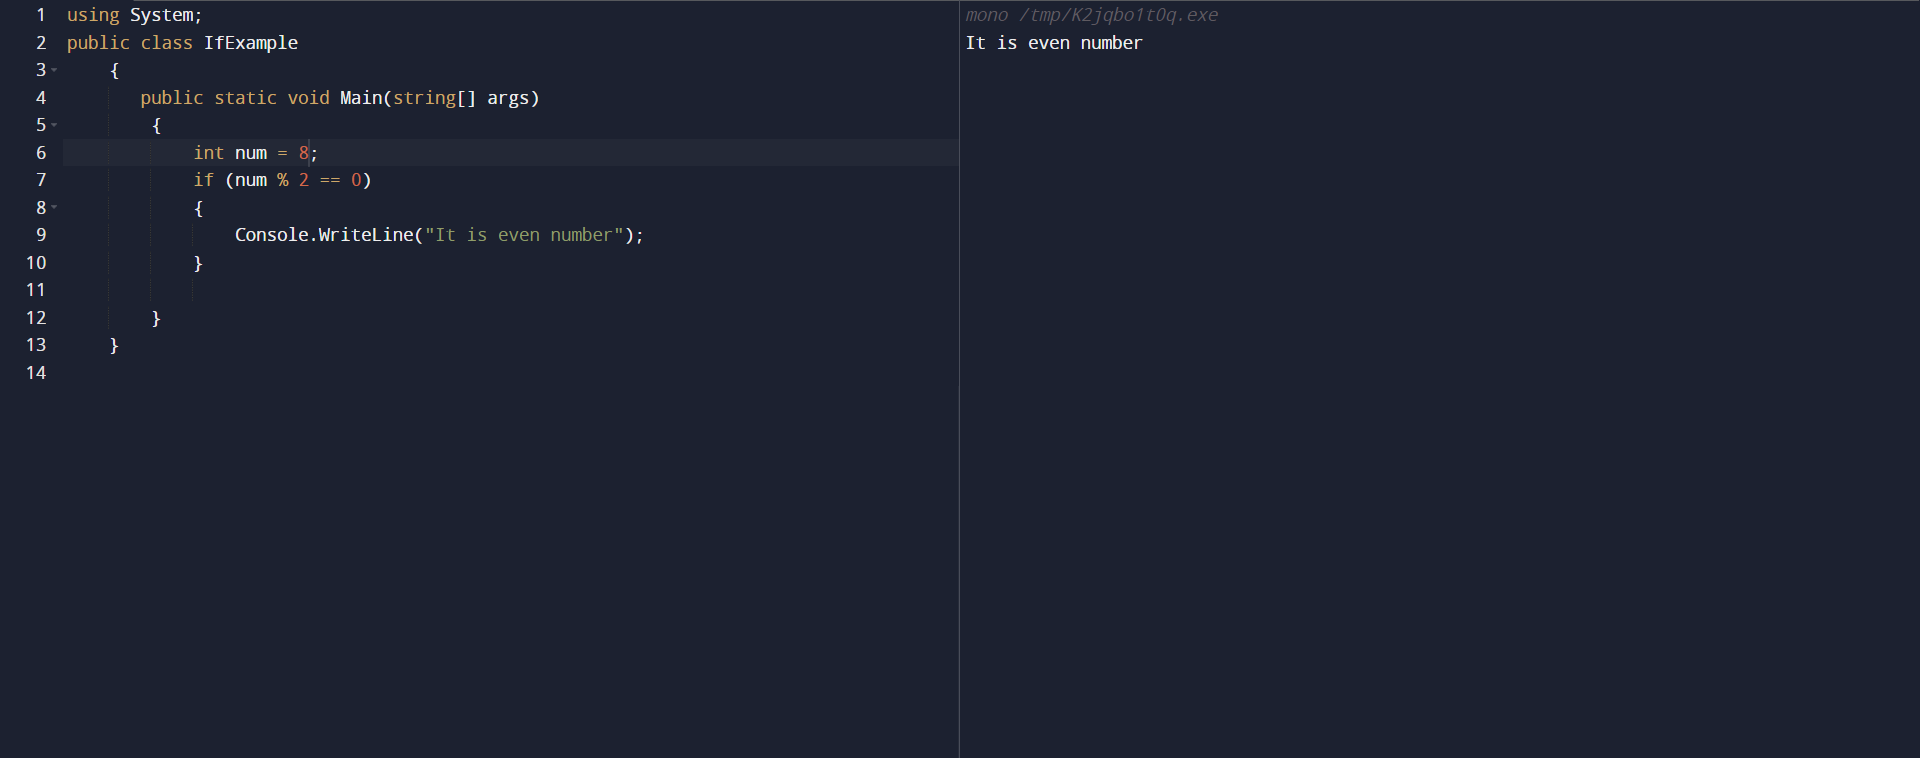 1 using System;
2 public class IfExample
3     {
4        public static void Main(string[] args)
5         {
6             int num = 8;
7             if (num % 2 == 0)
8             {
9                 Console.WriteLine("It is even number");
10             }
11
12         }
13     }
14
mono /tmp/K2jqbo1tOq.exe
It is even number